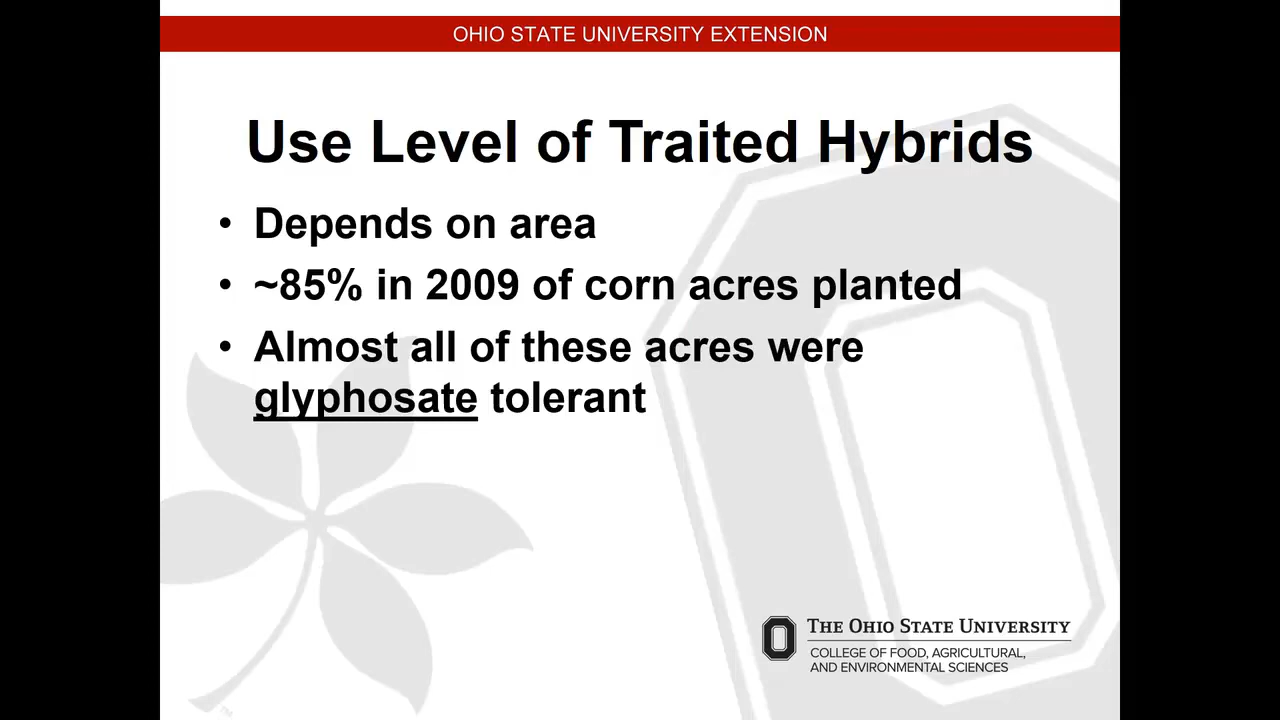 OHIO STATE UNIVERSITY EXTENSION
Use Level of Traited Hybrids
• Depends on area
• ~85% in 2009 of corn acres planted
• Almost all of these acres were
glyphosate tolerant
THE OHIO STATE UNIVERSITY
COLLEGE OF FOOD, AGRICULTURAL,
AND ENVIRONMENTAL SCIENCES
TM